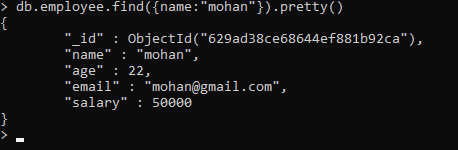 > db.employee.find({name:"mohan"}).pretty()
{
        "_id" : ObjectId("629ad38ce68644ef881b92ca"),
        "name" : "mohan",
        "age" : 22,
        "email" : "mohan@gmail.com",
        "salary" : 50000
}
>